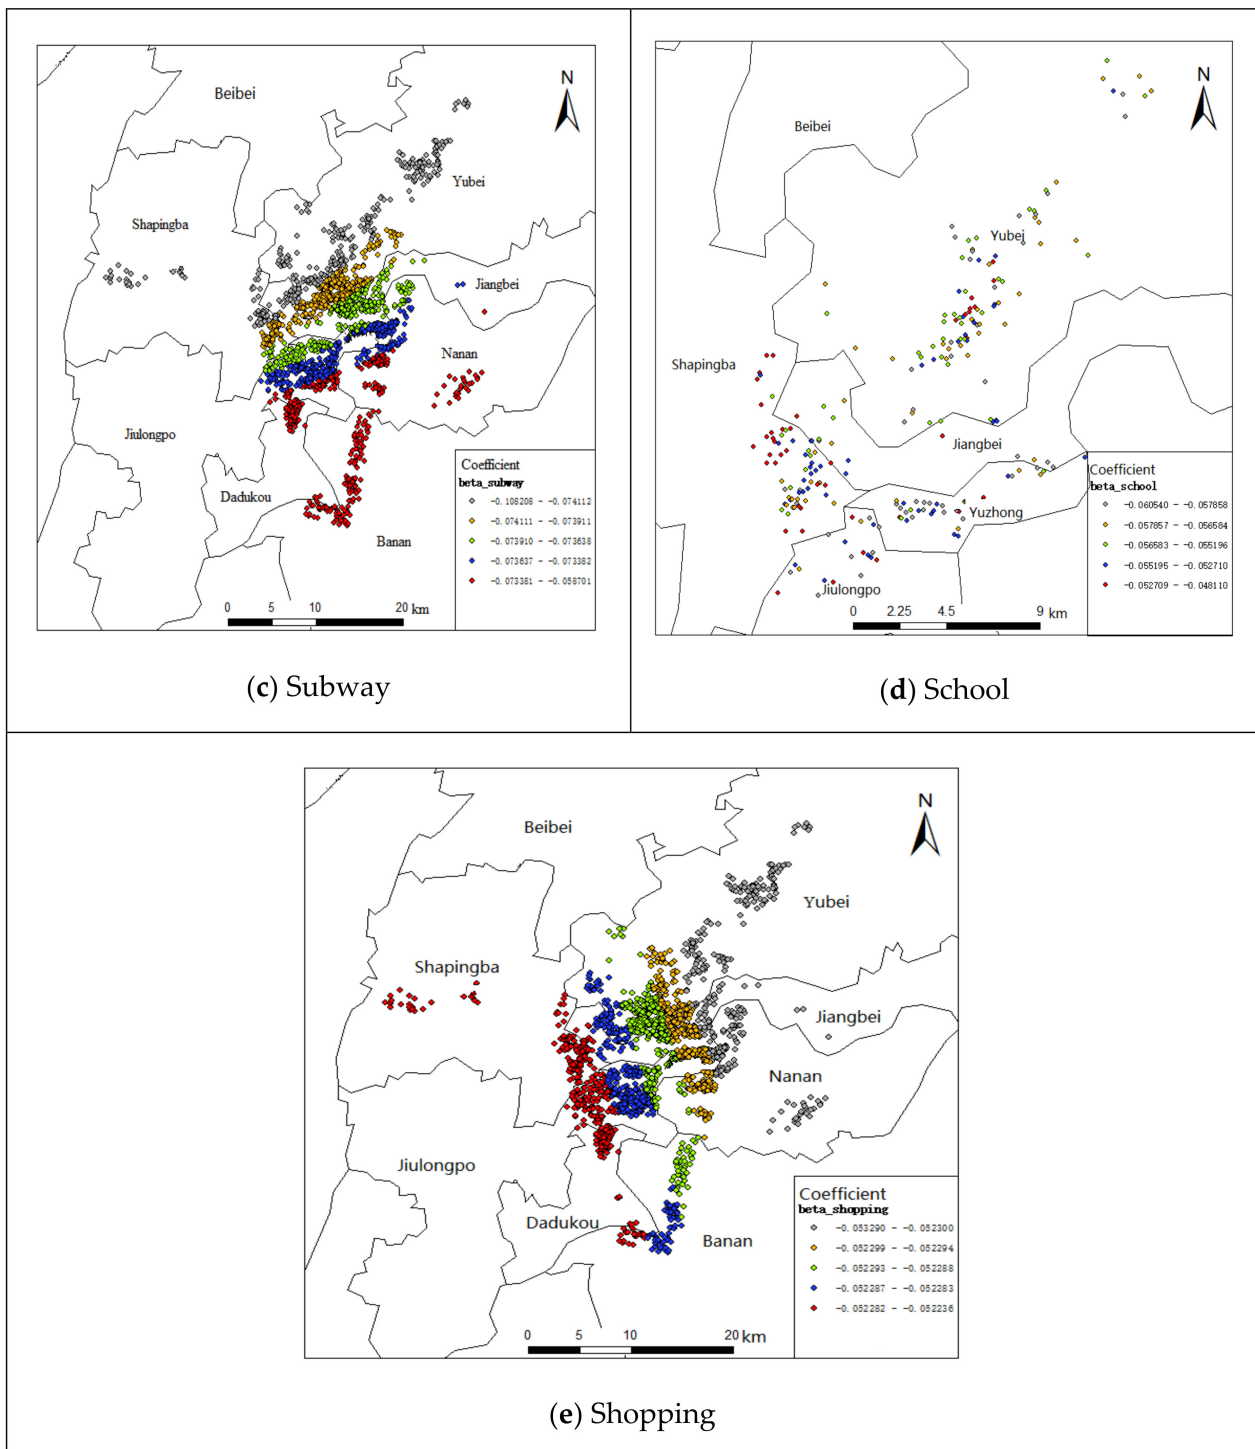 N
Beibei
Yubei
Shapingba
Jiangbei
Nanan
Jiulongpo
Dadukou
Banan
Coefficient
beta_subway
-0.108208 - -0.074112
-0.074111 - -0.073911
-0.073910 - -0.073638
-0.073637 - -0.073382
-0.073381 - -0.058701
0 5 10 20 km
(c) Subway
N
Beibei
Yubei
Shapingba
Jiangbei
Yuzhong
Jiulongpo
Coefficient
beta_school
-0.060540 - -0.057858
-0.057857 - -0.056584
-0.056583 - -0.055196
-0.055195 - -0.052710
-0.052709 - -0.048110
0 2.25 4.5 9 km
(d) School
N
Beibei
Yubei
Shapingba
Jiangbei
Nanan
Jiulongpo
Dadukou
Banan
Coefficient
beta_shopping
-0.053290 - -0.052300
-0.052299 - -0.052294
-0.052293 - -0.052288
-0.052287 - -0.052283
-0.052282 - -0.052236
0 5 10 20 km
(e) Shopping